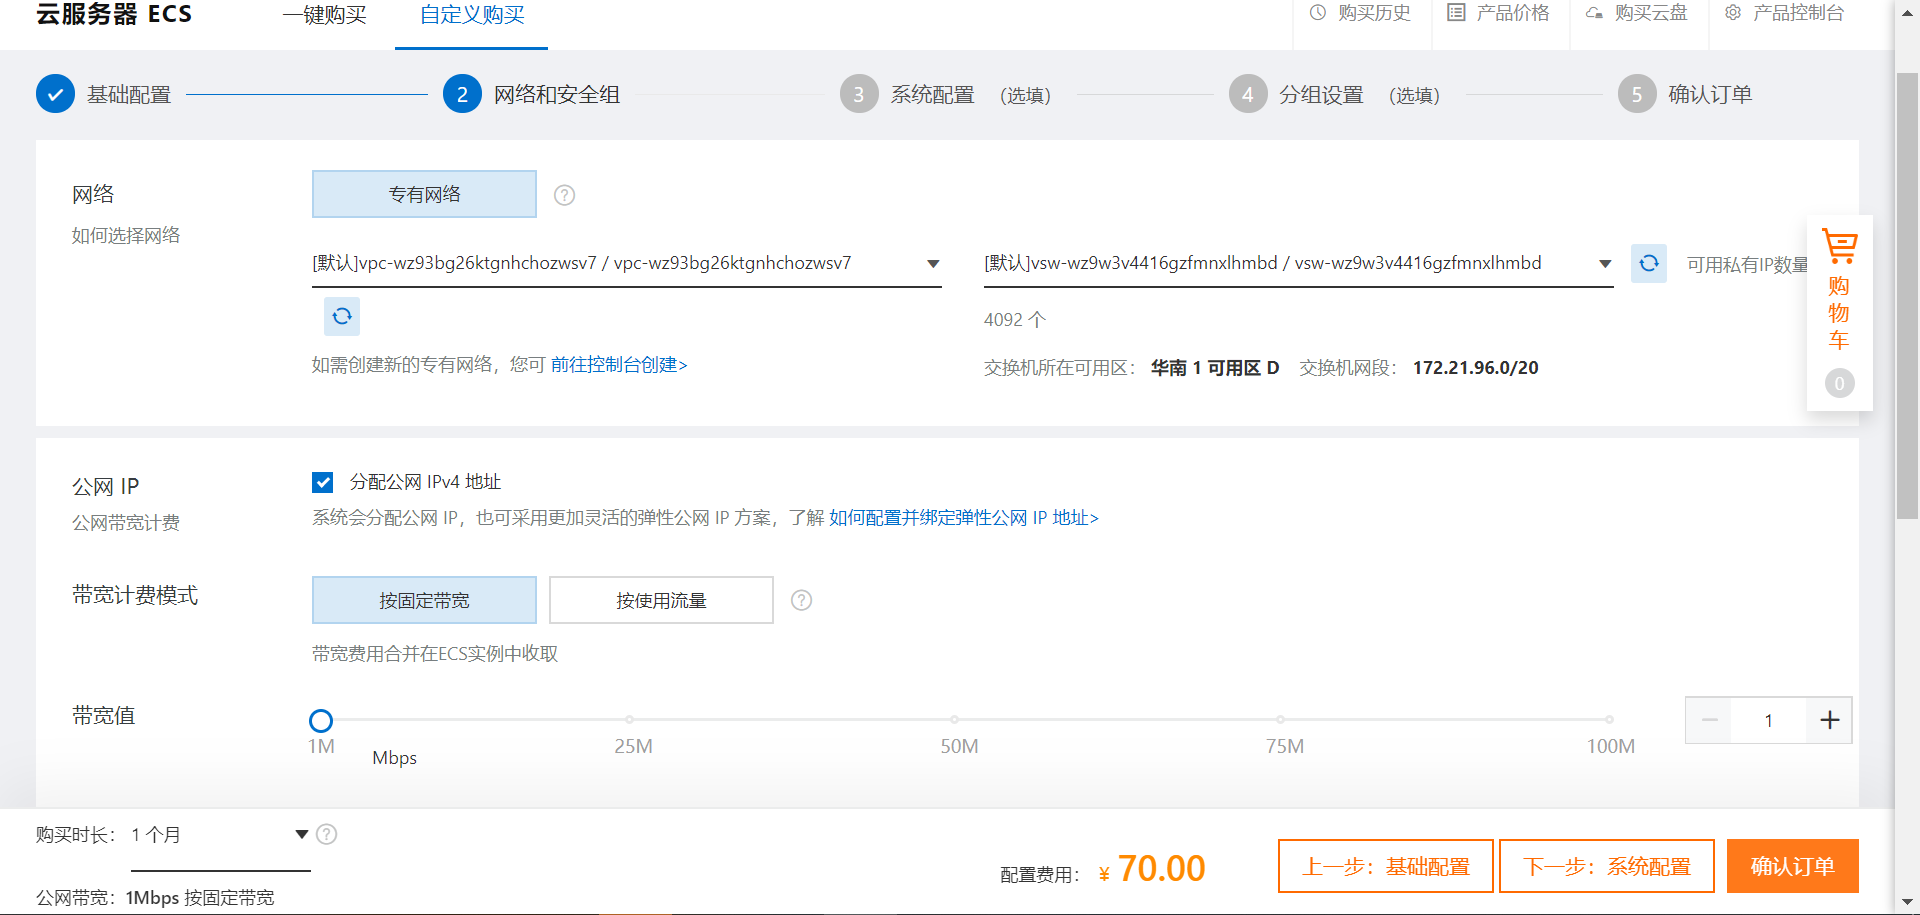 云服务器 ECS 一键购买 自定义购买 购买历史 产品价格 购买云盘 产品控制台
基础配置 2 网络和安全组 3 系统配置 （选填） 4 分组设置 （选填） 5 确认订单
网络 专有网络 ?
如何选择网络
[默认]vpc-wz93bg26ktgnhchozwsv7 / vpc-wz93bg26ktgnhchozwsv7
[默认]vsw-wz9w3v4416gzfmnxlhmbd / vsw-wz9w3v4416gzfmnxlhmbd 可用私有IP数量
4092 个
如需创建新的专有网络，您可 前往控制台创建>
交换机所在可用区： 华南 1 可用区 D 交换机网段： 172.21.96.0/20
购
物
车
0
公网 IP 分配公网 IPv4 地址
公网带宽计费 系统会分配公网 IP，也可采用更加灵活的弹性公网 IP 方案，了解 如何配置并绑定弹性公网 IP 地址>
带宽计费模式 按固定带宽 按使用流量 ?
带宽费用合并在ECS实例中收取
带宽值 1M 25M 50M 75M 100M 1
Mbps
购买时长： 1 个月 ?
公网带宽：1Mbps 按固定带宽
配置费用： ¥ 70.00 上一步：基础配置 下一步：系统配置 确认订单